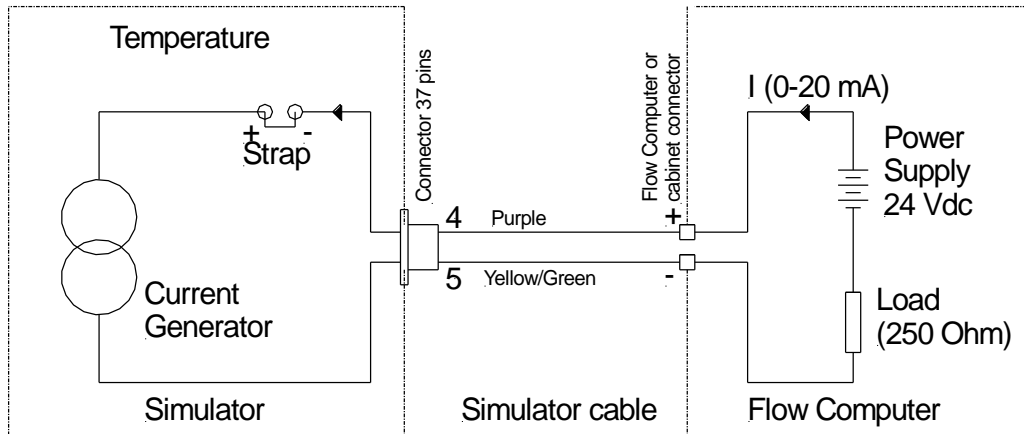 Temperature
Connector 37 pins
Flow Computer or
cabinet connector
I (0-20 mA)
+ -
Strap
Power
Supply
24 Vdc
4 Purple +
5 Yellow/Green -
Current
Generator
Load
(250 Ohm)
Simulator
Simulator cable
Flow Computer